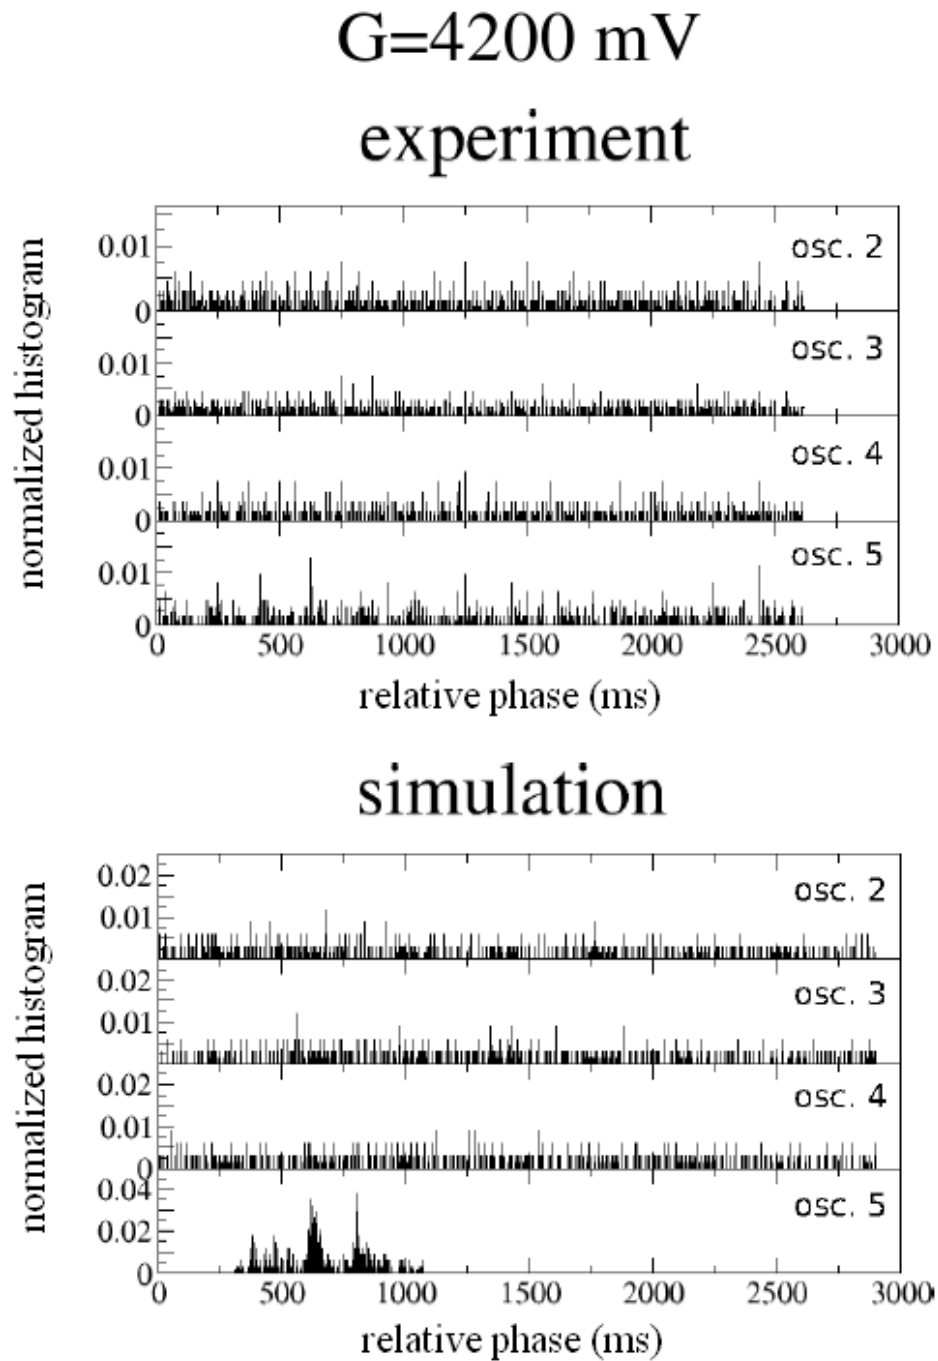 G=4200 mV
experiment
normalized histogram
0.01
0
osc. 2
0.01
0
osc. 3
0.01
0
osc. 4
0.01
0
osc. 5
0 500 1000 1500 2000 2500 3000
relative phase (ms)
simulation
normalized histogram
0.02
0.01
0
osc. 2
0.02
0.01
0
osc. 3
0.02
0.01
0
osc. 4
0.04
0.02
0
osc. 5
0 500 1000 1500 2000 2500 3000
relative phase (ms)